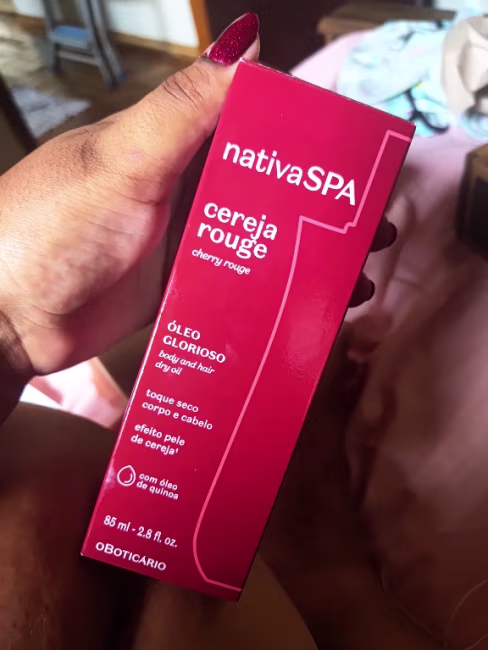 nativaSPA
cereja
rouge
cherry rouge
ÓLEO
GLORIOSO
body and hair
dry oil
toque seco
corpo e cabelo
efeito pele
de cereja¹
com óleo
de quinoa
85 ml - 2.8 fl. oz.
oBOTICÁRIO